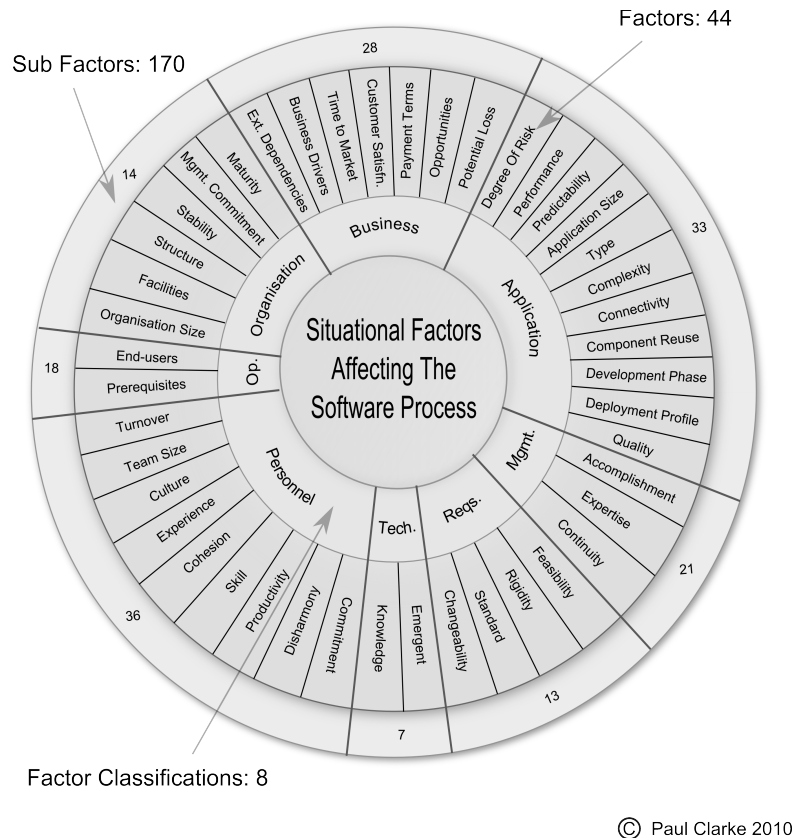 Factors: 44
Sub Factors: 170
28
33
21
13
7
36
18
14
Situational Factors
Affecting The
Software Process
Business
Ext. Dependencies
Business Drivers
Time to Market
Customer Satisfn.
Payment Terms
Opportunities
Potential Loss
Application
Degree Of Risk
Performance
Predictability
Application Size
Type
Complexity
Connectivity
Component Reuse
Development Phase
Deployment Profile
Quality
Mgmt.
Accomplishment
Expertise
Continuity
Reqs.
Feasibility
Rigidity
Standard
Changeability
Tech.
Emergent
Knowledge
Personnel
Commitment
Disharmony
Productivity
Skill
Cohesion
Experience
Culture
Team Size
Turnover
Op.
Prerequisites
End-users
Organisation
Organisation Size
Facilities
Structure
Stability
Mgmt. Commitment
Maturity
Factor Classifications: 8
© Paul Clarke 2010